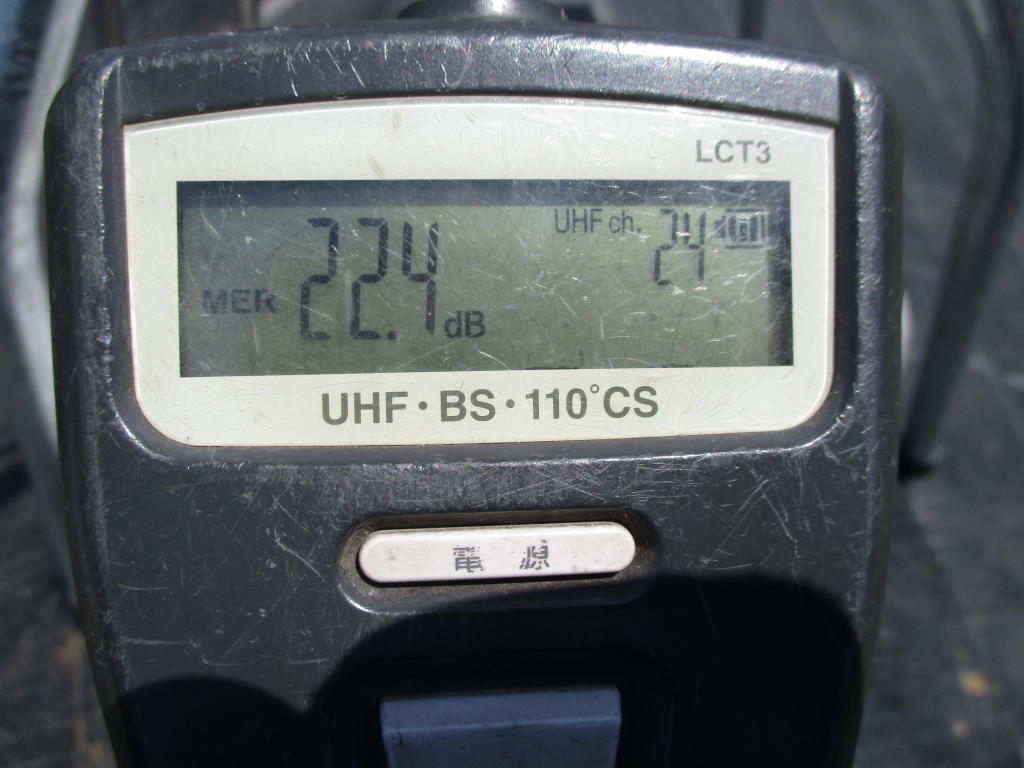 LCT3
UHF ch. 24
MER 22.4 dB
UHF・BS・110°CS
電源